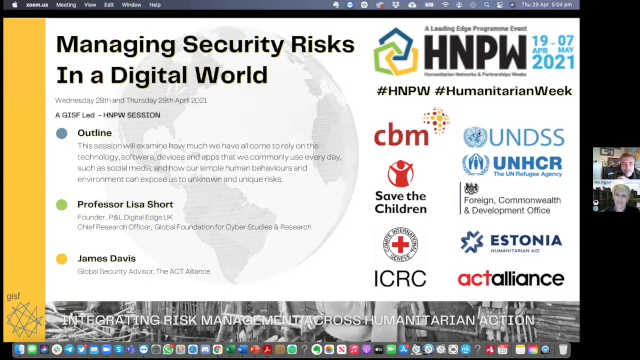 zoom.us Meeting View Edit Window Help
Thu 29 Apr 5:04 pm
Managing Security Risks
In a Digital World
Wednesday 28th and Thursday 29th April 2021
A GISF Led - HNPW SESSION
Outline
This session will examine how much we have all come to rely on the
technology, software, devices and apps that we commonly use every day,
such as social media, and how our simple human behaviours and
environment can expose us to unknown and unique risks.
Professor Lisa Short
Founder, P&L Digital Edge UK
Chief Research Officer, Global Foundation for Cyber Studies & Research
James Davis
Global Security Advisor, The ACT Alliance
A Leading Edge Programme Event
HNPW
Humanitarian Networks & Partnerships Weeks
19 - 07
APR MAY
2021
#HNPW #HumanitarianWeek
cbm
UNDSS
UNHCR
The UN Refugee Agency
Save the
Children
Foreign, Commonwealth
& Development Office
COMITE INTERNATIONAL
GENEVE
ICRC
ESTONIA
HUMANITARIAN AID
actalliance
gisf
INTEGRATING RISK MANAGEMENT ACROSS HUMANITARIAN ACTION